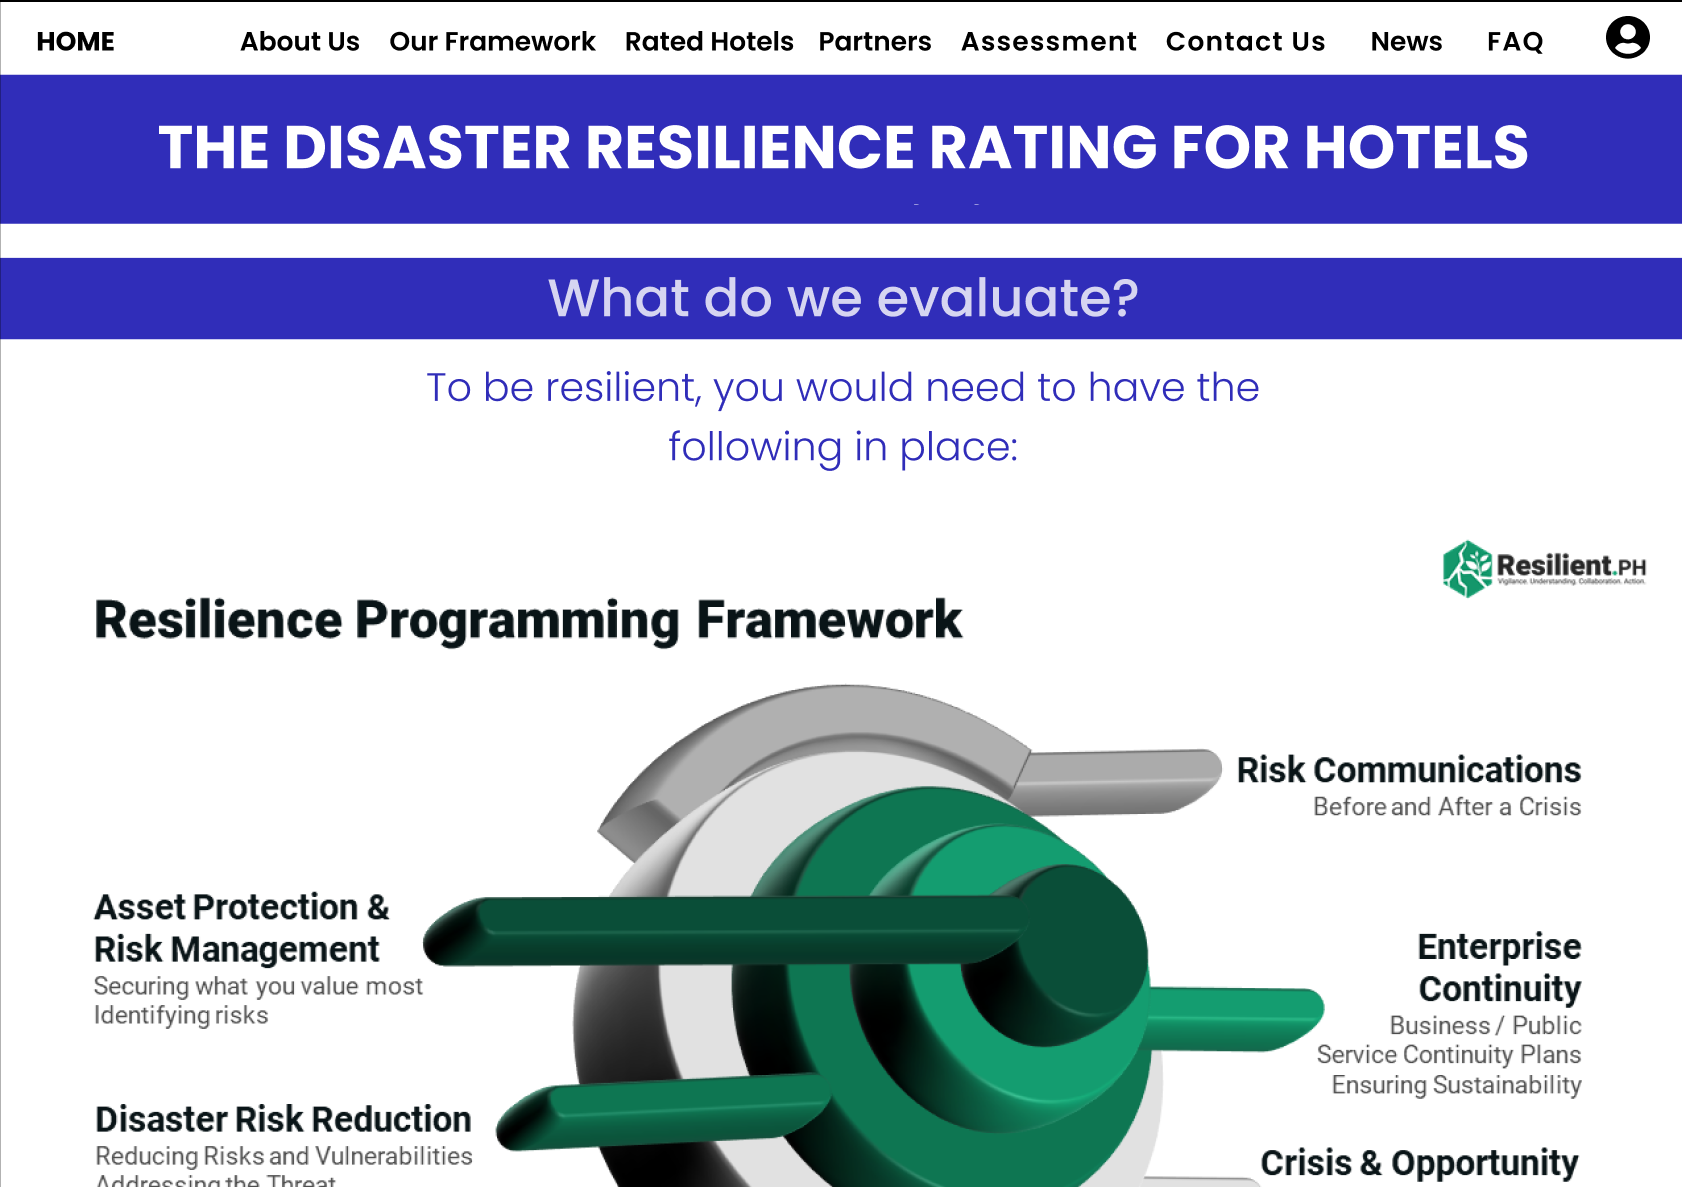 HOME About Us Our Framework Rated Hotels Partners Assessment Contact Us News FAQ
THE DISASTER RESILIENCE RATING FOR HOTELS
What do we evaluate?
To be resilient, you would need to have the
following in place:
Resilient.PH
Vigilance. Understanding. Collaboration. Action.
Resilience Programming Framework
Risk Communications
Before and After a Crisis
Asset Protection &
Risk Management
Securing what you value most
Identifying risks
Enterprise
Continuity
Business / Public
Service Continuity Plans
Ensuring Sustainability
Disaster Risk Reduction
Reducing Risks and Vulnerabilities
Addressing the Threat
Crisis & Opportunity